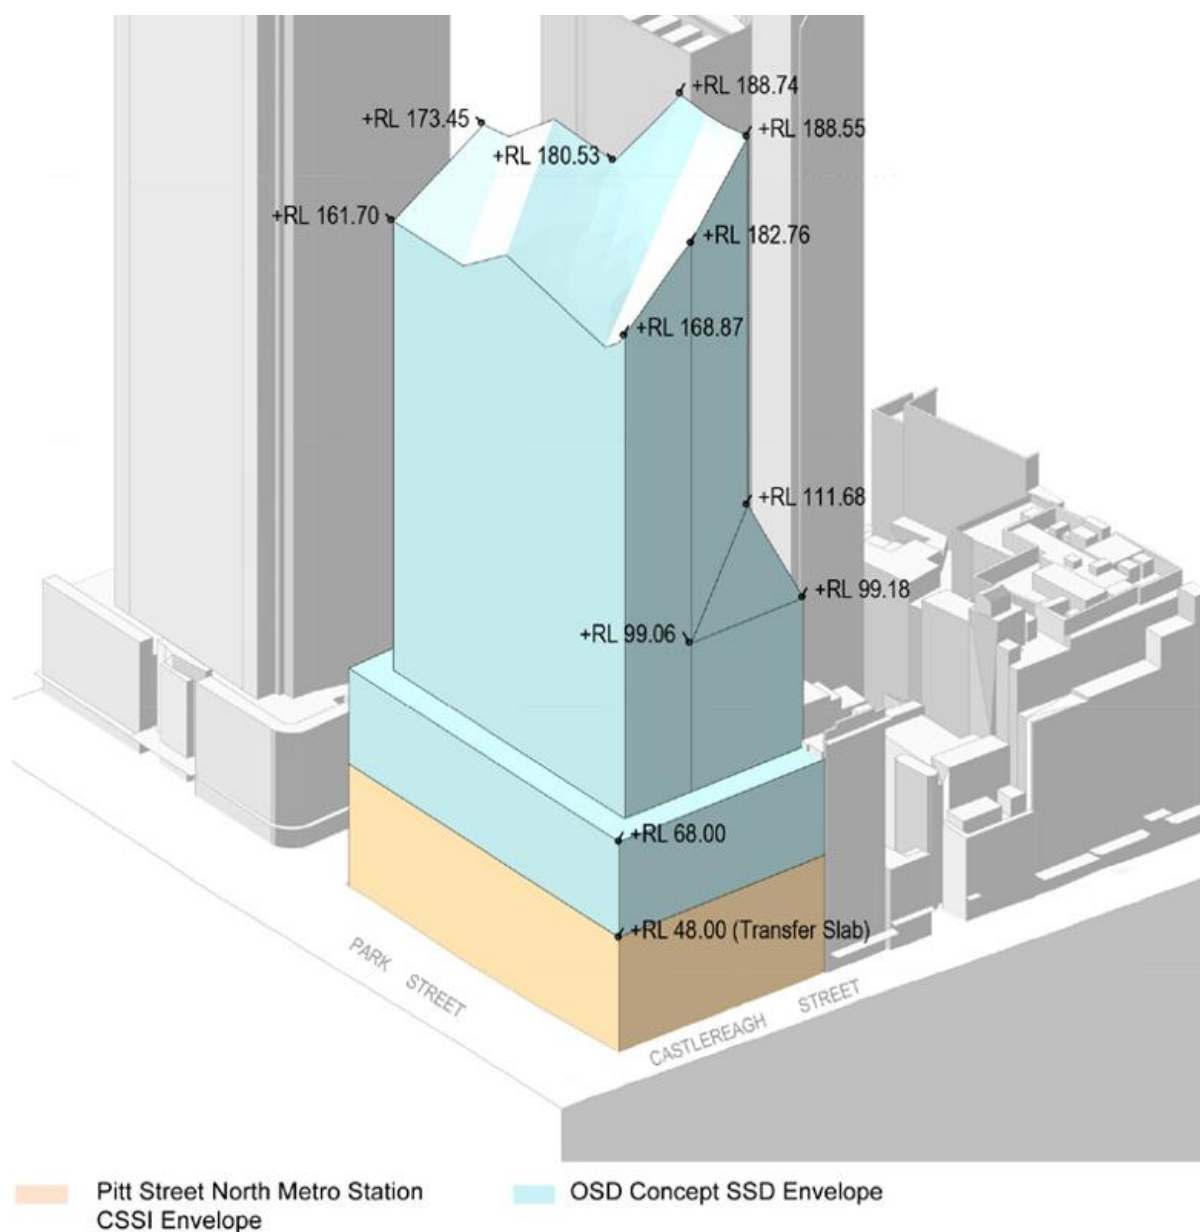 +RL 188.74
+RL 173.45
+RL 188.55
+RL 180.53
+RL 161.70
+RL 182.76
+RL 168.87
+RL 111.68
+RL 99.18
+RL 99.06
+RL 68.00
+RL 48.00 (Transfer Slab)
PARK STREET
CASTLEREAGH STREET
Pitt Street North Metro Station
CSSI Envelope
OSD Concept SSD Envelope